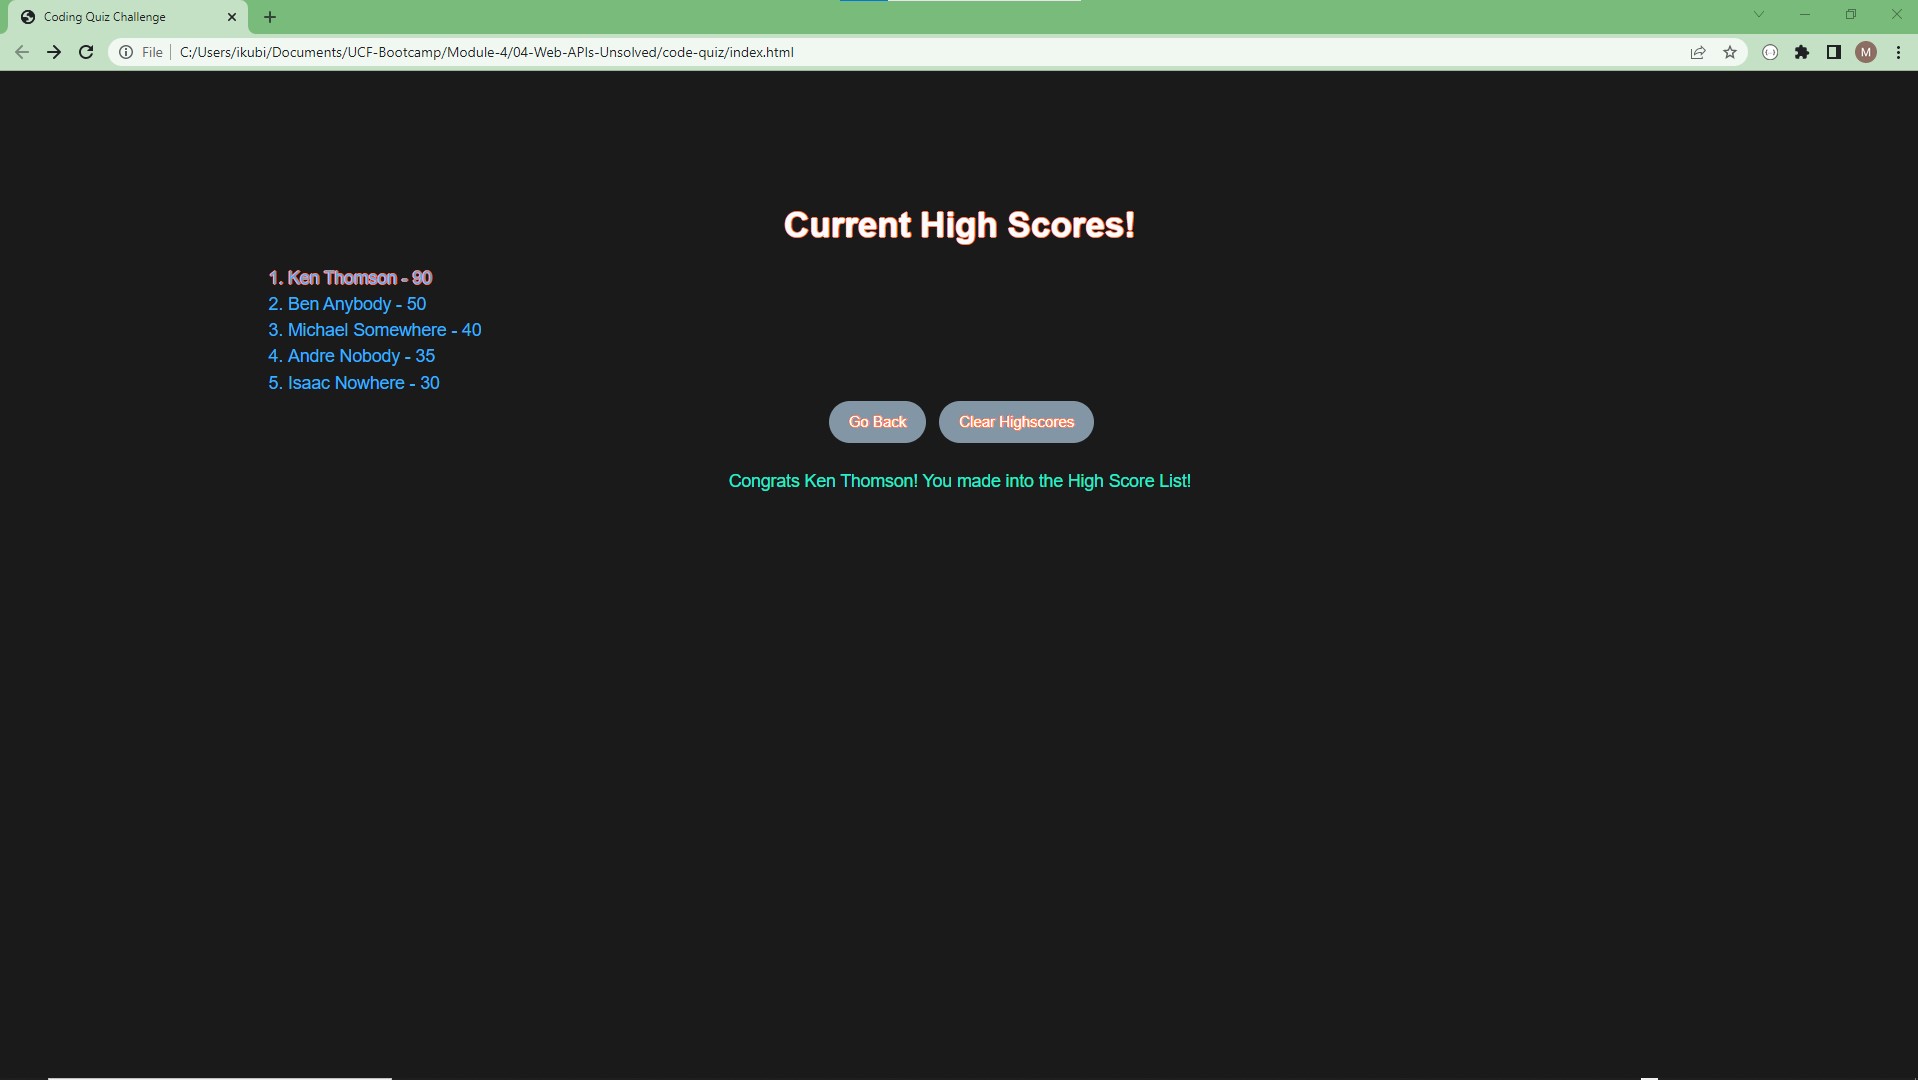 Coding Quiz Challenge
File
C:/Users/ikubi/Documents/UCF-Bootcamp/Module-4/04-Web-APIs-Unsolved/code-quiz/index.html
M
Current High Scores!
1. Ken Thomson - 90
2. Ben Anybody - 50
3. Michael Somewhere - 40
4. Andre Nobody - 35
5. Isaac Nowhere - 30
Go Back
Clear Highscores
Congrats Ken Thomson! You made into the High Score List!